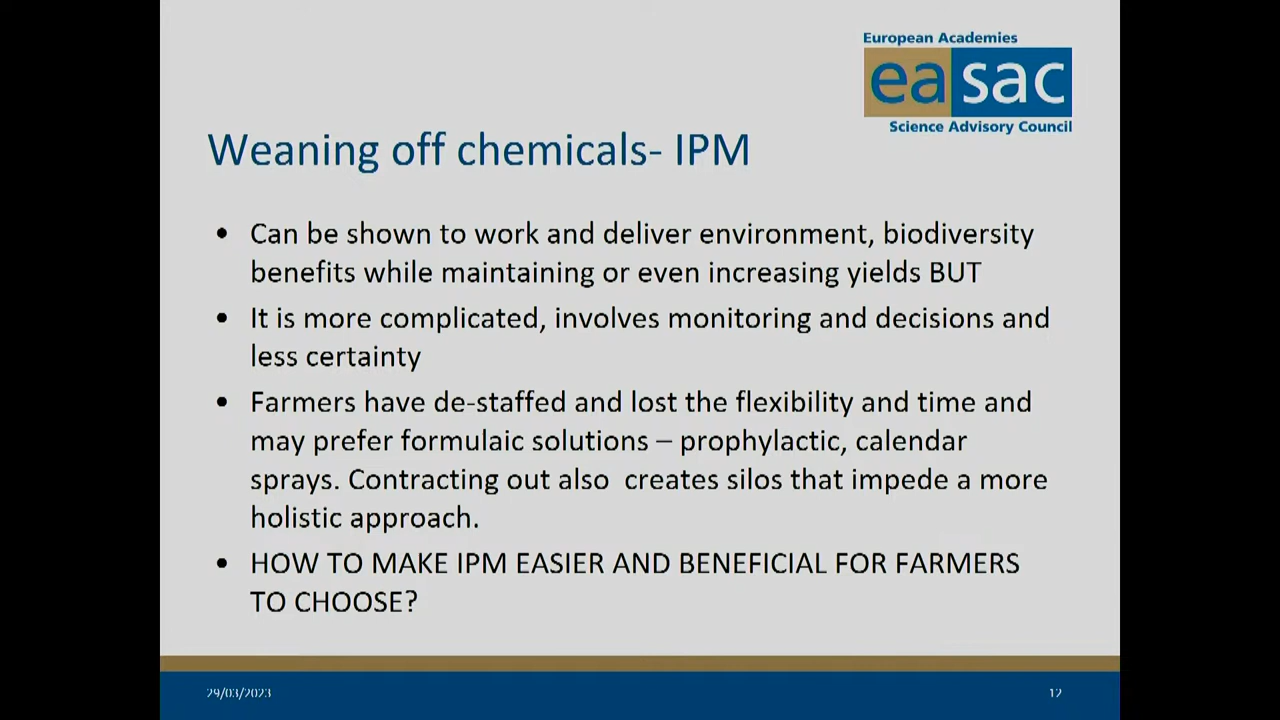 European Academies
easac
Science Advisory Council
Weaning off chemicals- IPM
• Can be shown to work and deliver environment, biodiversity
benefits while maintaining or even increasing yields BUT
• It is more complicated, involves monitoring and decisions and
less certainty
• Farmers have de-staffed and lost the flexibility and time and
may prefer formulaic solutions – prophylactic, calendar
sprays. Contracting out also  creates silos that impede a more
holistic approach.
• HOW TO MAKE IPM EASIER AND BENEFICIAL FOR FARMERS
TO CHOOSE?
29/03/2023
12